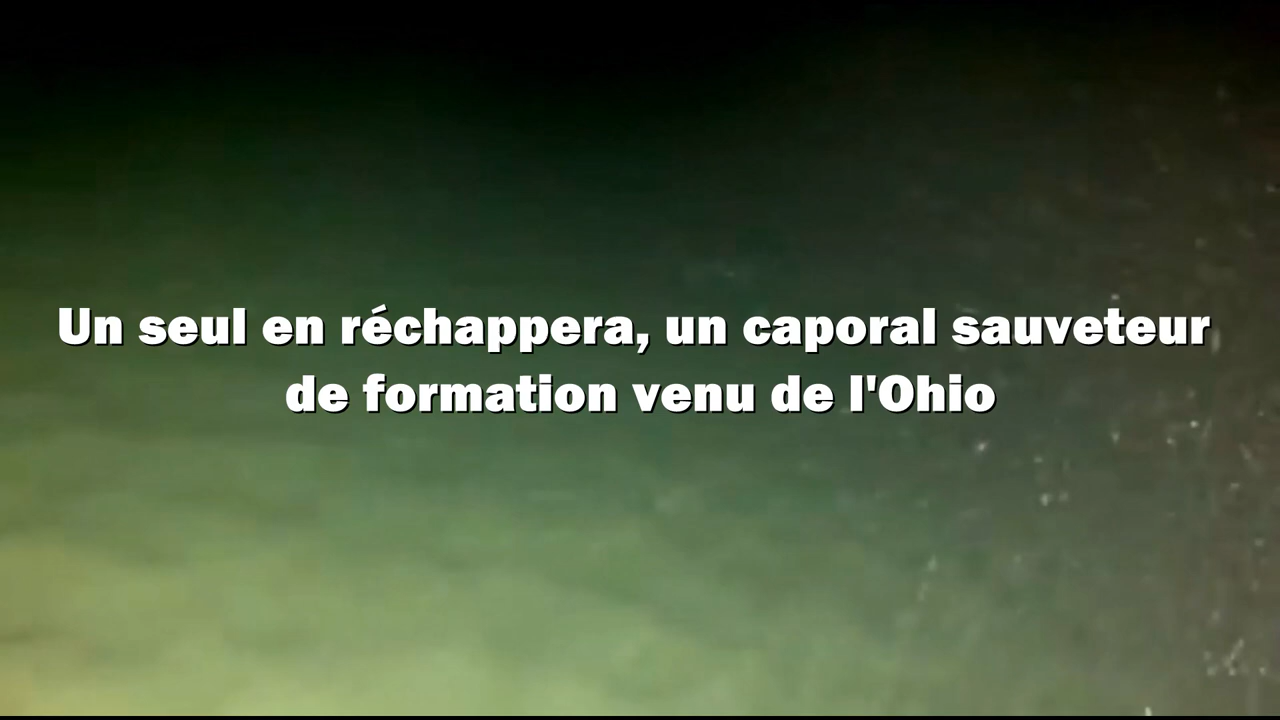 Un seul en réchappera, un caporal sauveteur
de formation venu de l'Ohio